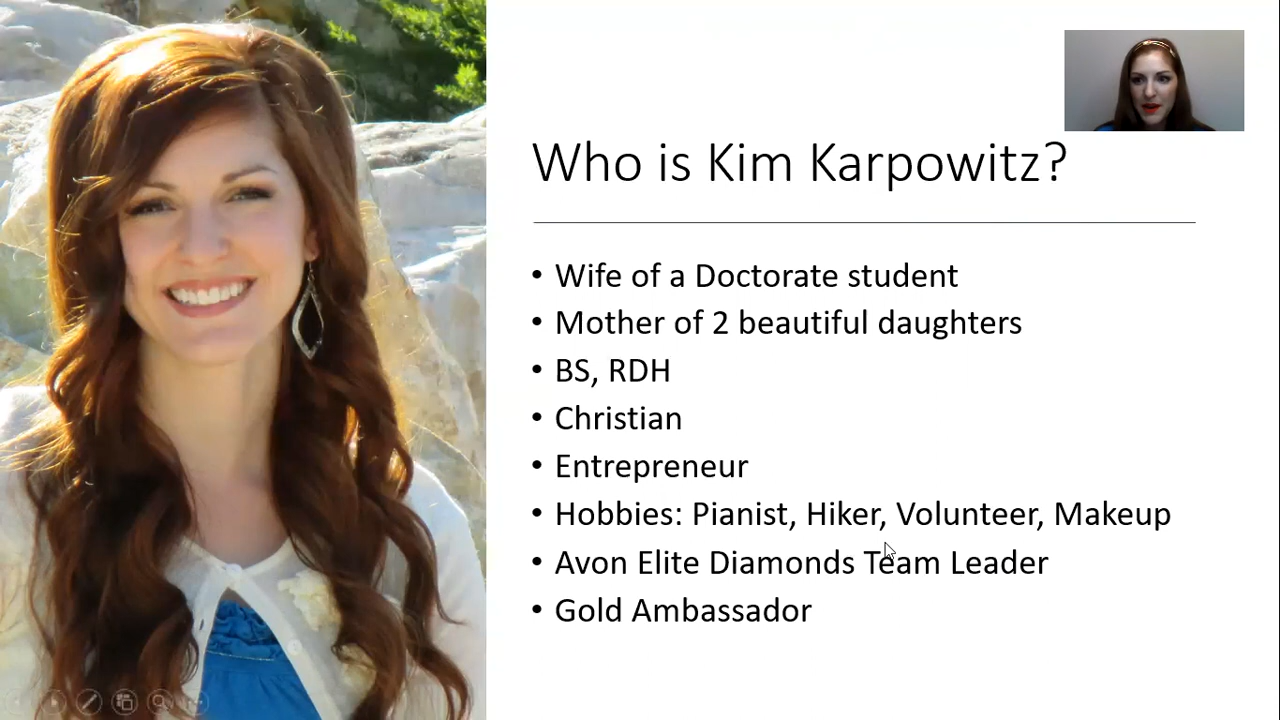 Who is Kim Karpowitz?
• Wife of a Doctorate student
• Mother of 2 beautiful daughters
• BS, RDH
• Christian
• Entrepreneur
• Hobbies: Pianist, Hiker, Volunteer, Makeup
• Avon Elite Diamonds Team Leader
• Gold Ambassador